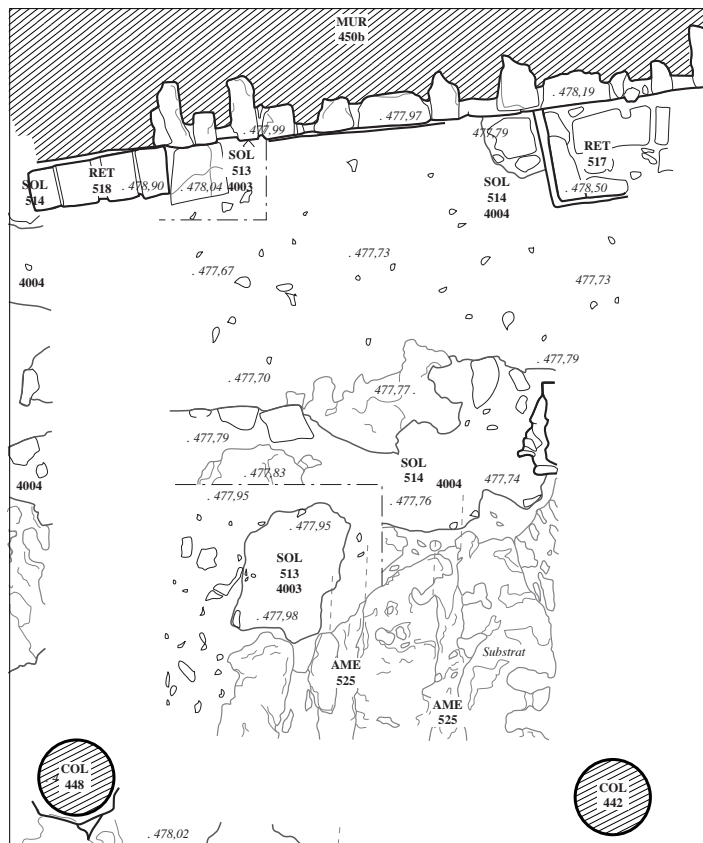 MUR
450b
. 478,19
. 477,97
. 477,99
477,79
SOL
513
4003
RET
517
RET
518
. 478,90
. 478,04
SOL
514
SOL
514
4004
. 478,50
. 477,73
. 477,67
477,73
4004
. 477,79
. 477,70
477,77 .
. 477,79
SOL
514
4004
. 477,83
477,74
4004
. 477,95
. 477,76
. 477,95
SOL
513
4003
. 477,98
Substrat
AME
525
AME
525
COL
448
COL
442
. 478,02